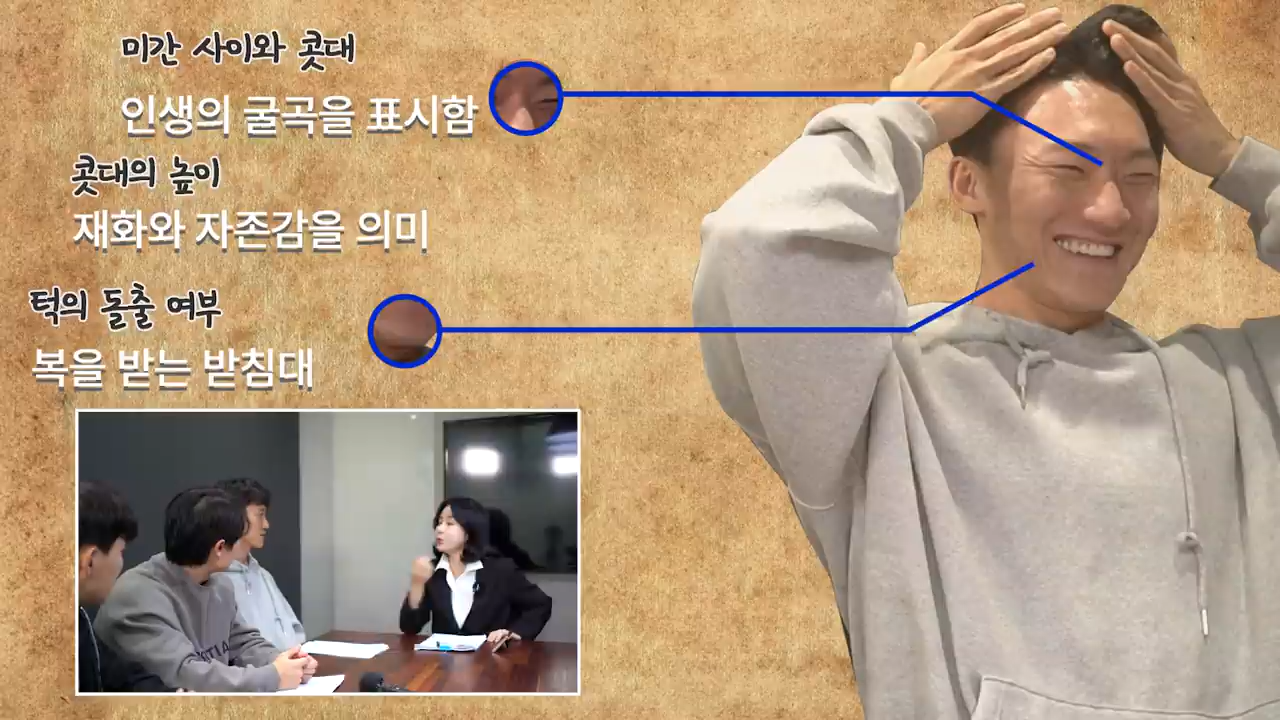 미간 사이와 콧대
인생의 굴곡을 표시함
콧대의 높이
재화와 자존감을 의미
턱의 돌출 여부
복을 받는 받침대